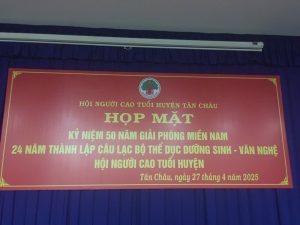 HỘI NGƯỜI CAO TUỔI HUYỆN TÂN CHÂU
HỌP MẶT
KỶ NIỆM 50 NĂM GIẢI PHÓNG MIỀN NAM
24 NĂM THÀNH LẬP CÂU LẠC BỘ THỂ DỤC DƯỠNG SINH - VĂN NGHỆ
HỘI NGƯỜI CAO TUỔI HUYỆN
Tân Châu, ngày 27 tháng 4 năm 2025